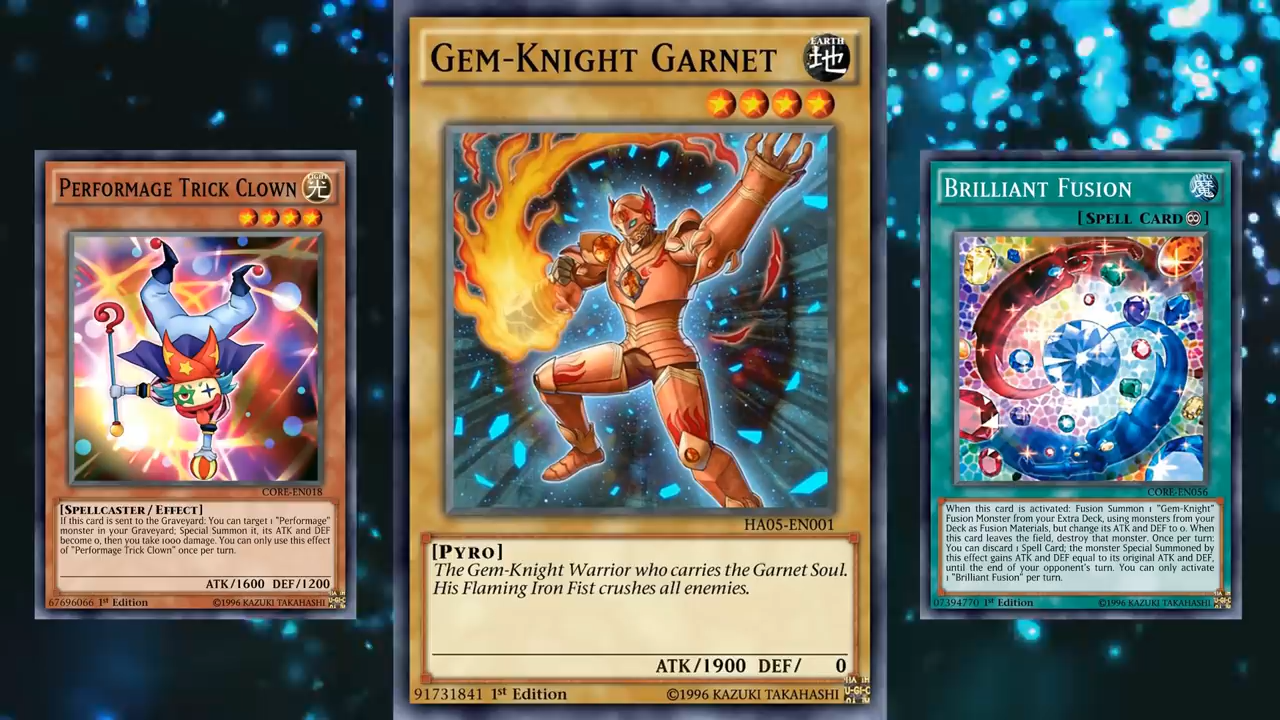 PERFORMAGE TRICK CLOWN
LIGHT
光
CORE-EN018
[SPELLCASTER / EFFECT]
If this card is sent to the Graveyard: You can target 1 "Performage"
monster in your Graveyard; Special Summon it, its ATK and DEF
become 0, then you take 1000 damage. You can only use this effect
of "Performage Trick Clown" once per turn.
ATK/1600 DEF/1200
67696066 1st Edition ©1996 KAZUKI TAKAHASHI
GEM-KNIGHT GARNET
EARTH
地
HA05-EN001
[PYRO]
The Gem-Knight Warrior who carries the Garnet Soul.
His Flaming Iron Fist crushes all enemies.
ATK/1900 DEF/ 0
91731841 1st Edition ©1996 KAZUKI TAKAHASHI
BRILLIANT FUSION
魔
[SPELL CARD]
CORE-EN056
When this card is activated: Fusion Summon 1 "Gem-Knight"
Fusion Monster from your Extra Deck, using monsters from your
Deck as Fusion Materials, but change its ATK and DEF to 0. When
this card leaves the field, destroy that monster. Once per turn:
You can discard 1 Spell Card; the monster Special Summoned by
this effect gains ATK and DEF equal to its original ATK and DEF,
until the end of your opponent's turn. You can only activate
1 "Brilliant Fusion" per turn.
07394770 1st Edition ©1996 KAZUKI TAKAHASHI